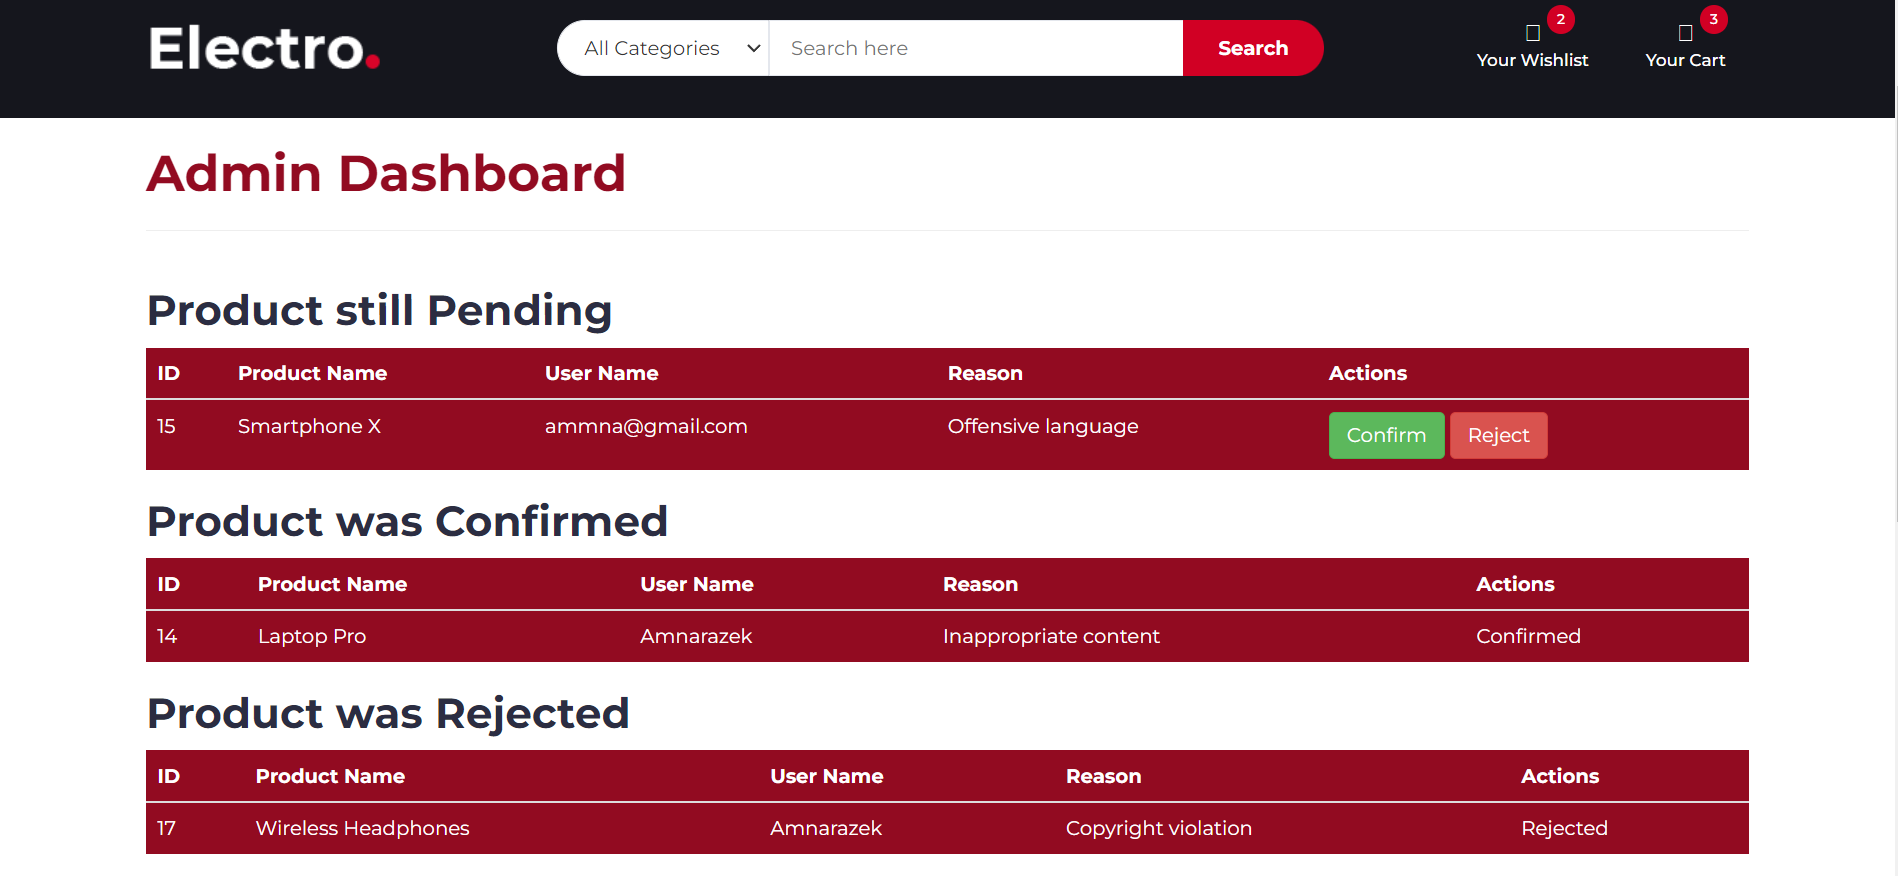 Electro.
All Categories Search here Search
2
Your Wishlist
3
Your Cart
Admin Dashboard
Product still Pending
ID Product Name User Name Reason Actions
15 Smartphone X ammna@gmail.com Offensive language Confirm Reject
Product was Confirmed
ID Product Name User Name Reason Actions
14 Laptop Pro Amnarazek Inappropriate content Confirmed
Product was Rejected
ID Product Name User Name Reason Actions
17 Wireless Headphones Amnarazek Copyright violation Rejected